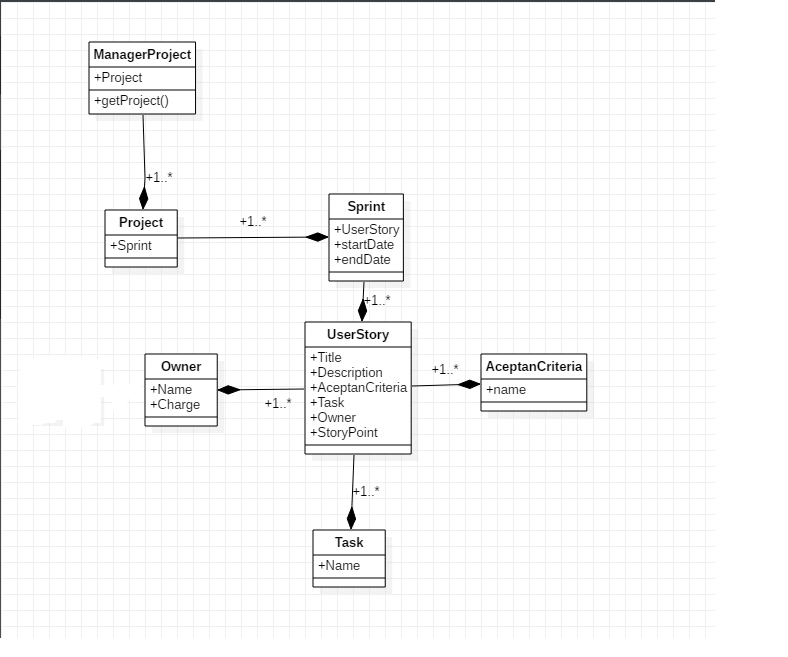 ManagerProject
+Project
+getProject()
+1..*
Project
+Sprint
+1..*
Sprint
+UserStory
+startDate
+endDate
+1..*
UserStory
+Title
+Description
+AceptanCriteria
+Task
+Owner
+StoryPoint
Owner
+Name
+Charge
+1..*
+1..*
AceptanCriteria
+name
+1..*
Task
+Name